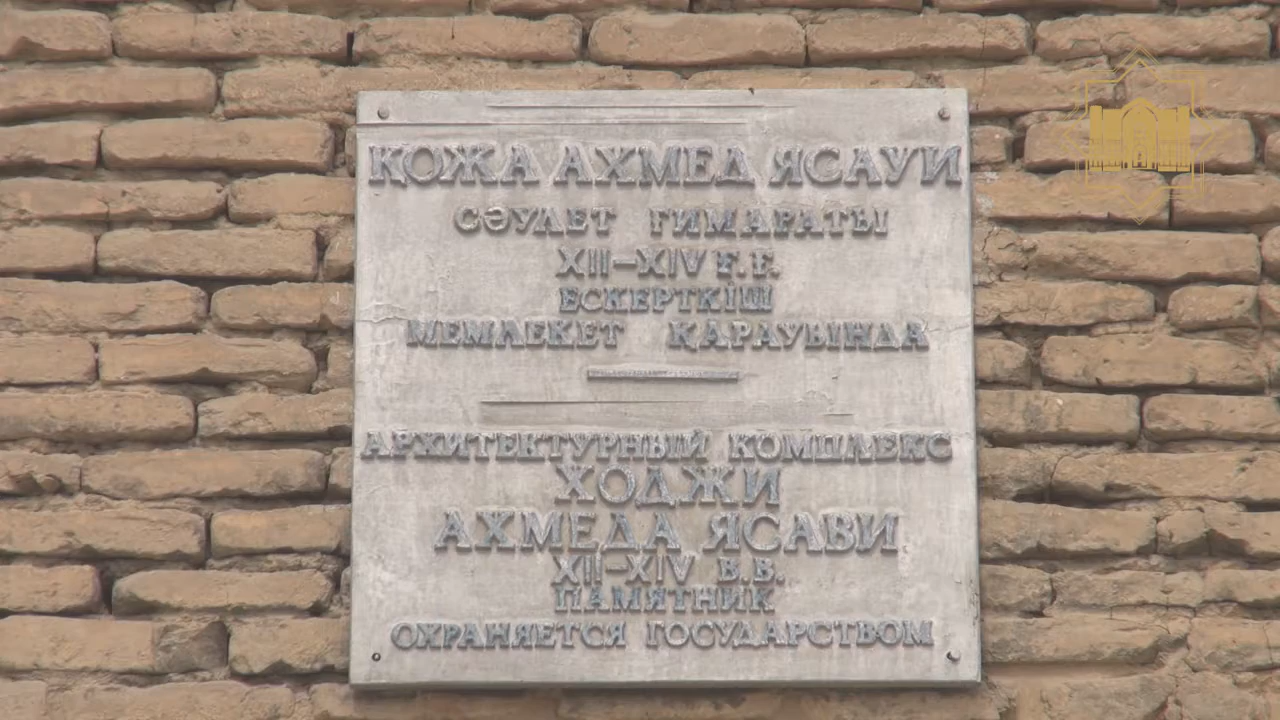 ҚОЖА АХМЕД ЯСАУИ
СӘУЛЕТ ГИМАРАТЫ
XII–XIV Ғ.Ғ.
ЕСКЕРТКІШ
МЕМЛЕКЕТ ҚАРАУЫНДА
АРХИТЕКТУРНЫЙ КОМПЛЕКС
ХОДЖИ
АХМЕДА ЯСАВИ
XII–XIV В.В.
ПАМЯТНИК
ОХРАНЯЕТСЯ ГОСУДАРСТВОМ